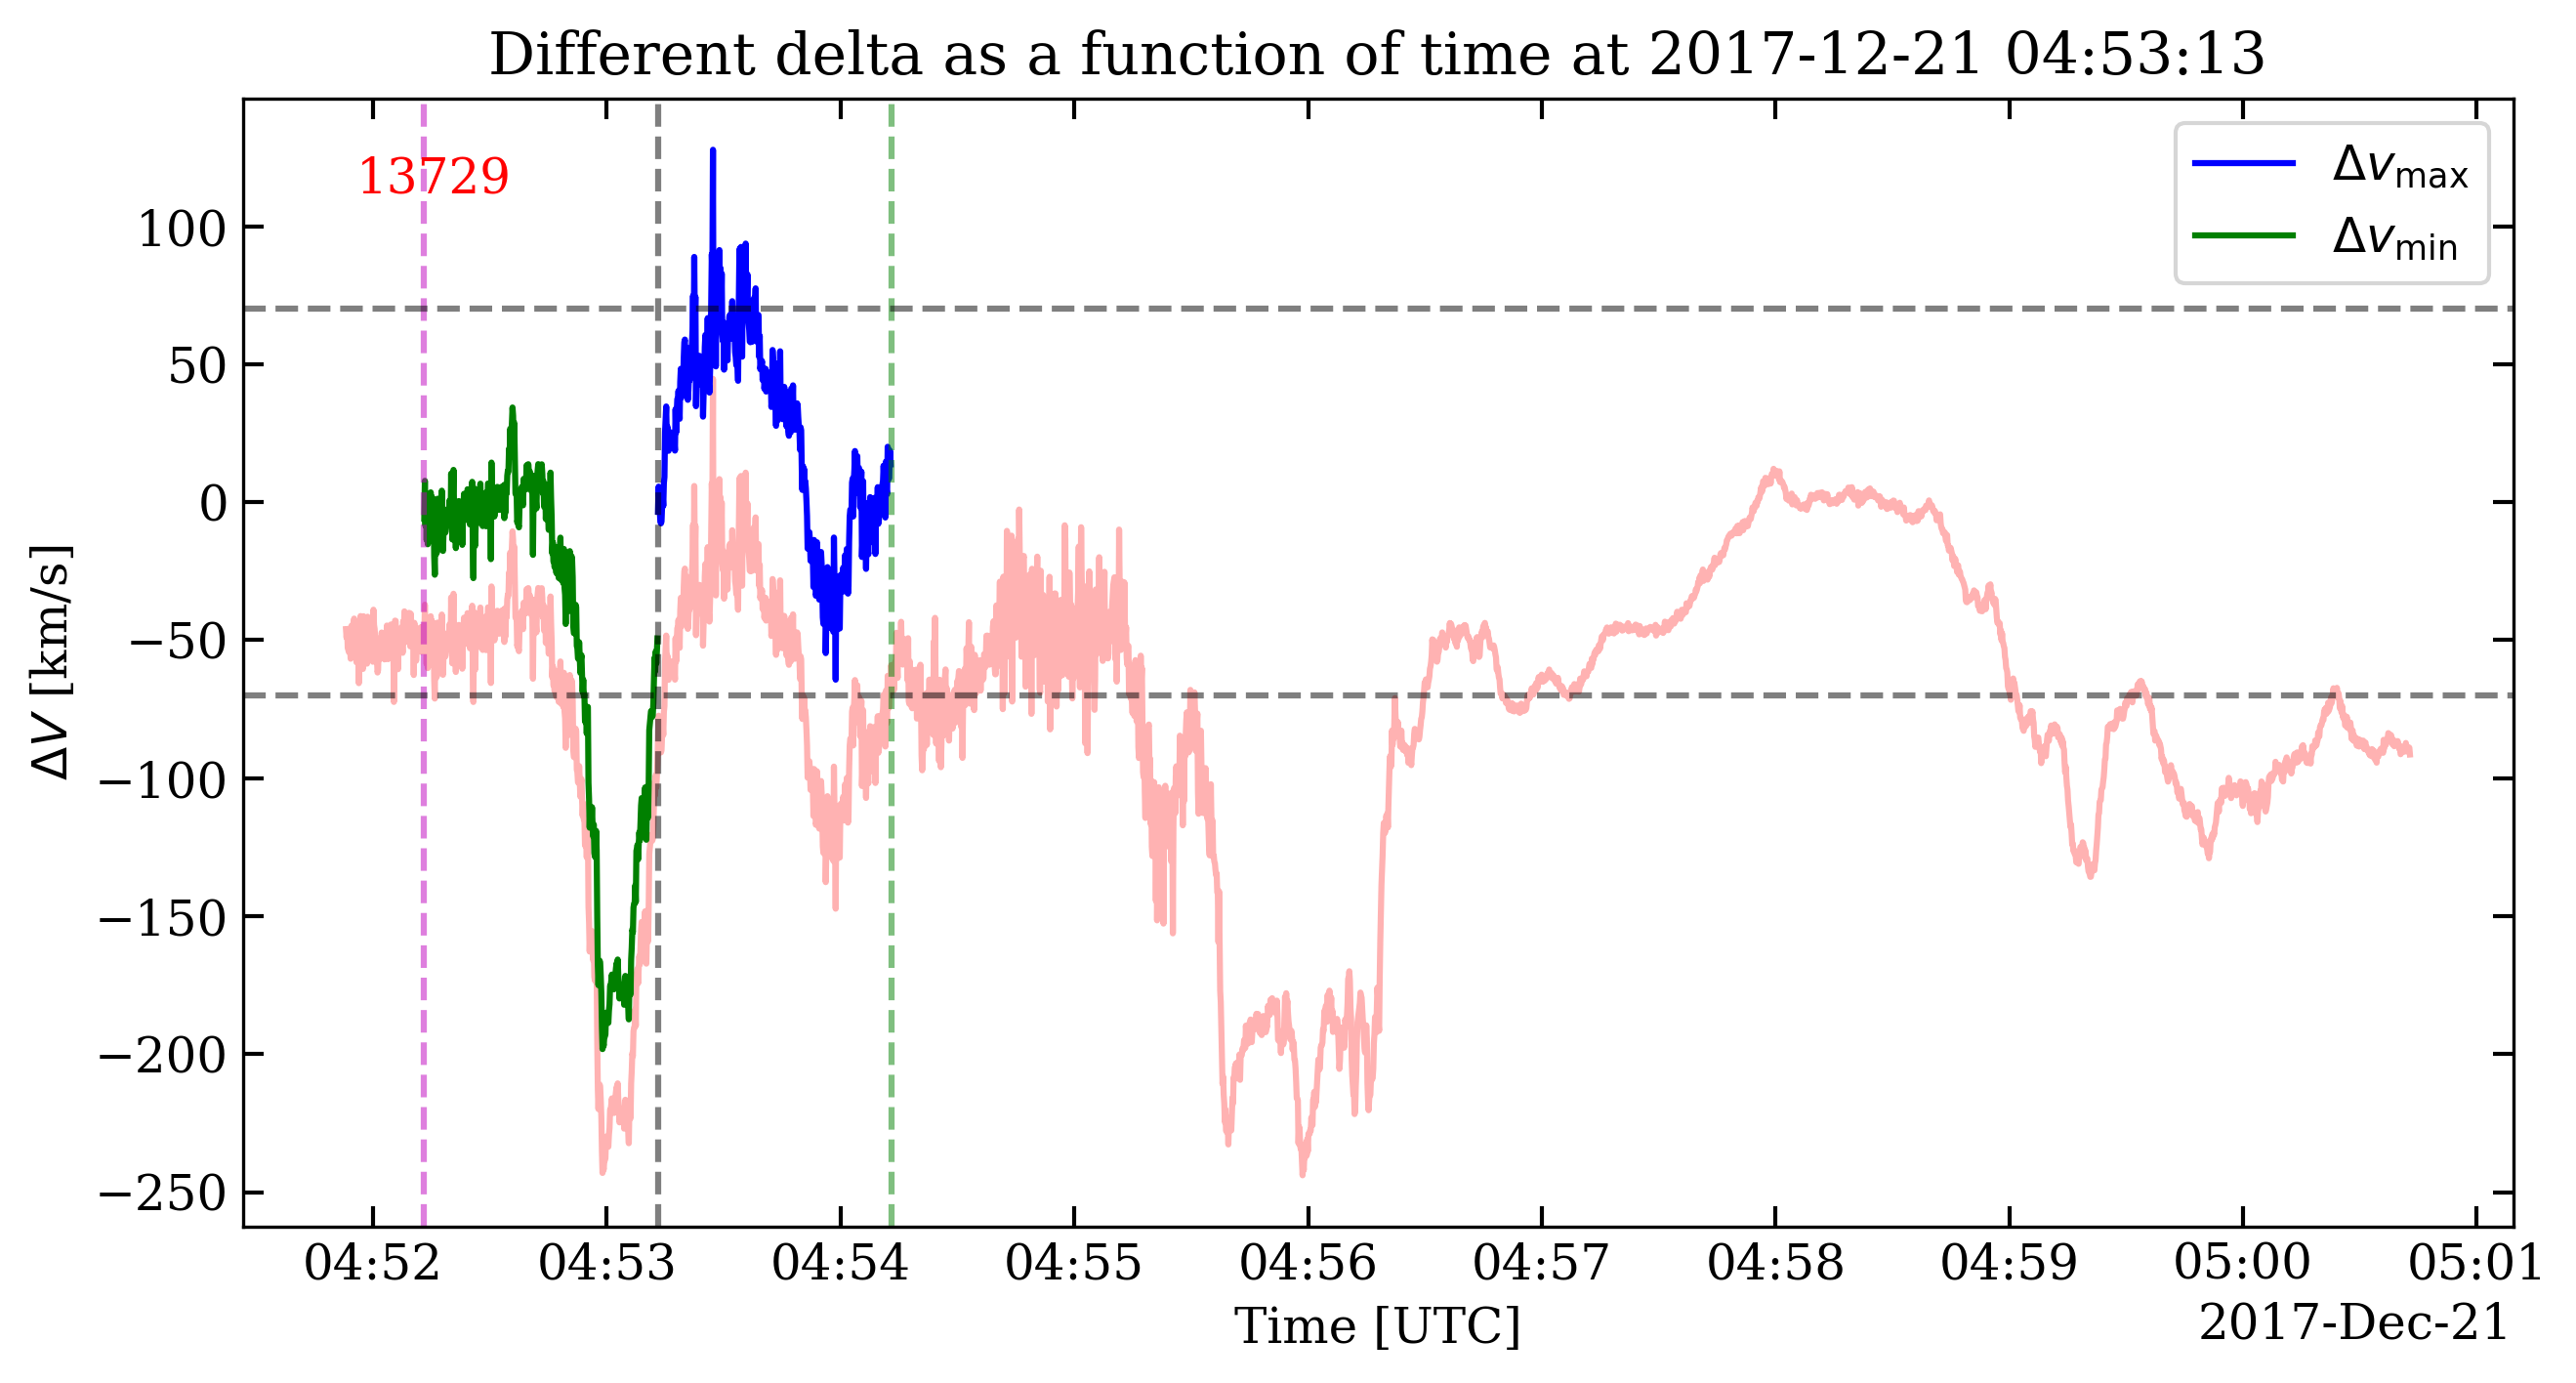 Different delta as a function of time at 2017-12-21 04:53:13
13729
Δv_max
Δv_min
100
50
0
−50
−100
−150
−200
−250
ΔV [km/s]
04:52 04:53 04:54 04:55 04:56 04:57 04:58 04:59 05:00 05:01
Time [UTC]
2017-Dec-21